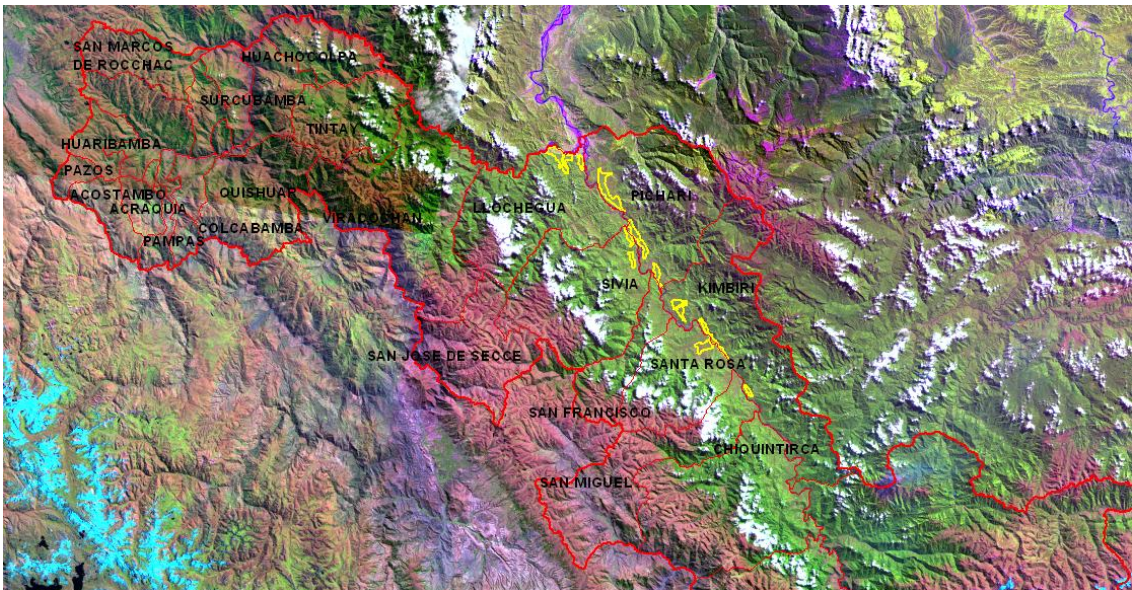 * SAN MARCOS
DE ROCCHAC
HUACHOCOLPA
SURCUBAMBA
TINTAY
HUARIBAMBA
PAZOS
ACOSTAMBO
ACRAQUIA
QUISHUAR
COLCABAMBA
PAMPAS
VIRACOCHAN
LLOCHEGUA
PICHARI
SIVIA
KIMBIRI
SAN JOSE DE SECCE
SANTA ROSA
SAN FRANCISCO
CHIQUINTIRCA
SAN MIGUEL